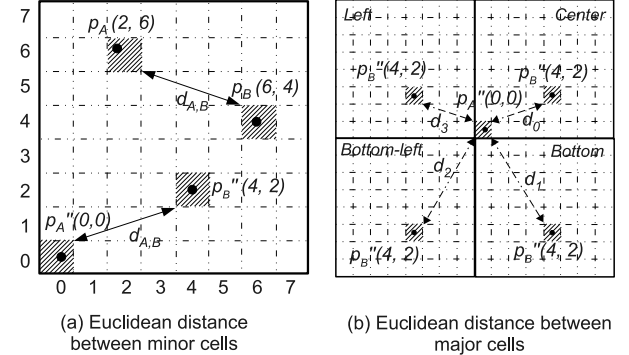 7
6
5
4
3
2
1
0
0 1 2 3 4 5 6 7
p_A (2, 6)
p_B (6, 4)
d_A,B
p_B" (4, 2)
p_A" (0,0)
d_A,B
(a) Euclidean distance
between minor cells
Left
Center
p_B" (4, 2)
p_B" (4, 2)
p_A" (0,0)
d_3
d_0
Bottom-left
Bottom
d_2
d_1
p_B" (4, 2)
p_B" (4, 2)
(b) Euclidean distance between
major cells